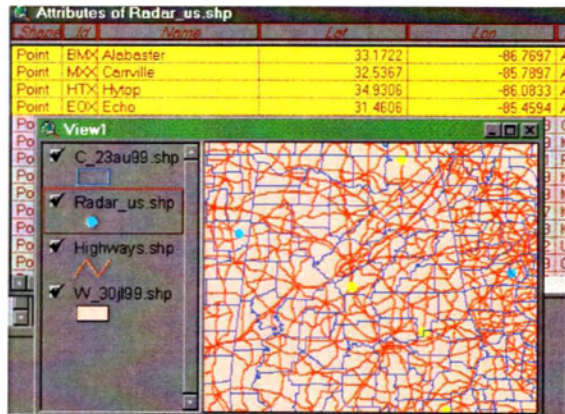 Attributes of Radar_us.shp
Shape Id Name Lat Lon
Point BMX Alabaster 33.1722 -86.7697
Point MXX Carrville 32.5367 -85.7897
Point HTX Hytop 34.9306 -86.0833
Point EOX Echo 31.4606 -85.4594
View1
C_23au99.shp
Radar_us.shp
Highways.shp
W_30jl99.shp